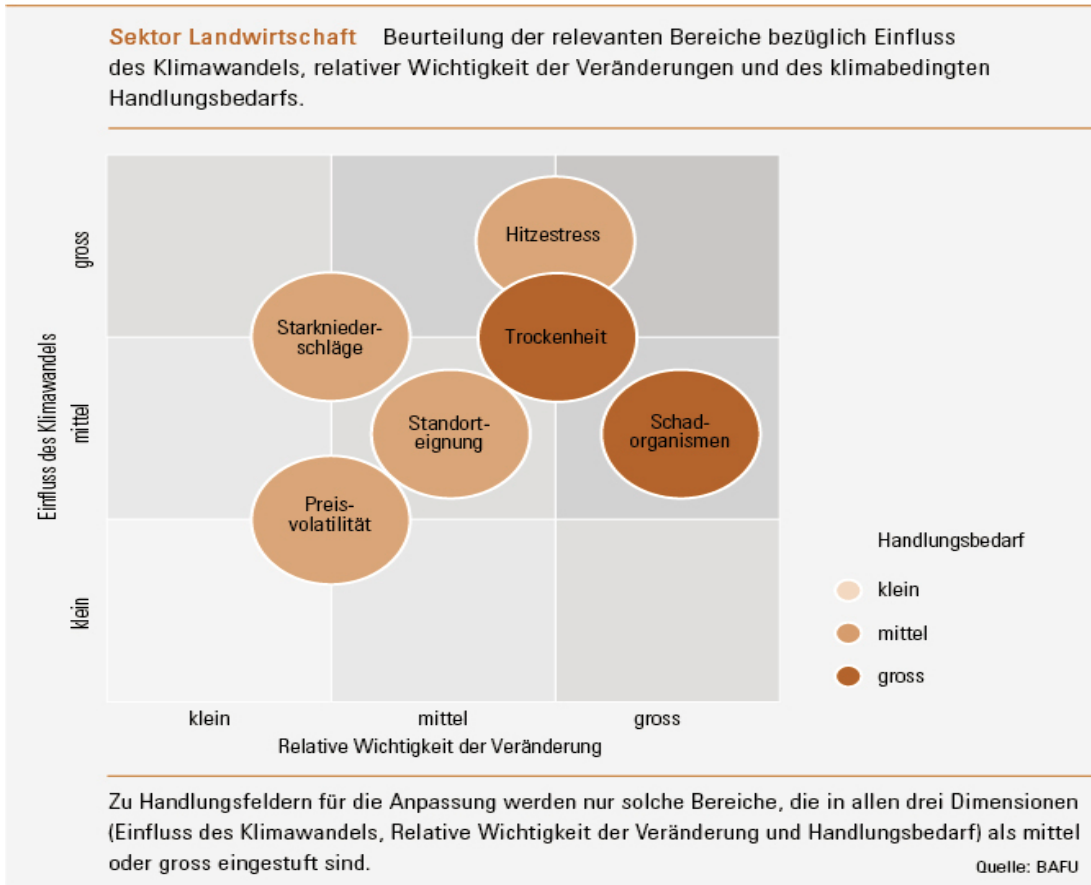 Sektor Landwirtschaft Beurteilung der relevanten Bereiche bezüglich Einfluss
des Klimawandels, relativer Wichtigkeit der Veränderungen und des klimabedingten
Handlungsbedarfs.
Einfluss des Klimawandels
gross
mittel
klein
Hitzestress
Starknieder-
schläge
Trockenheit
Standort-
eignung
Schad-
organismen
Preis-
volatilität
Handlungsbedarf
klein
mittel
gross
klein mittel gross
Relative Wichtigkeit der Veränderung
Zu Handlungsfeldern für die Anpassung werden nur solche Bereiche, die in allen drei Dimensionen
(Einfluss des Klimawandels, Relative Wichtigkeit der Veränderung und Handlungsbedarf) als mittel
oder gross eingestuft sind.
Quelle: BAFU